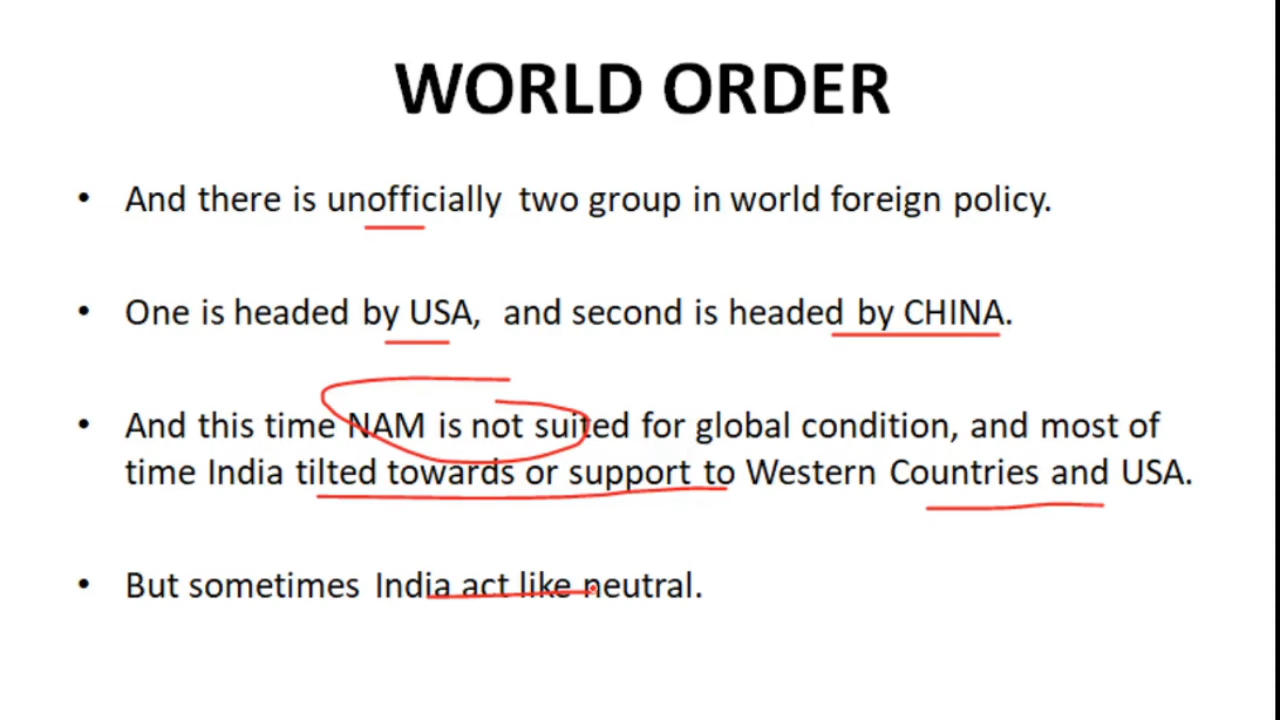 WORLD ORDER
• And there is unofficially two group in world foreign policy.
• One is headed by USA, and second is headed by CHINA.
• And this time NAM is not suited for global condition, and most of
time India tilted towards or support to Western Countries and USA.
• But sometimes India act like neutral.